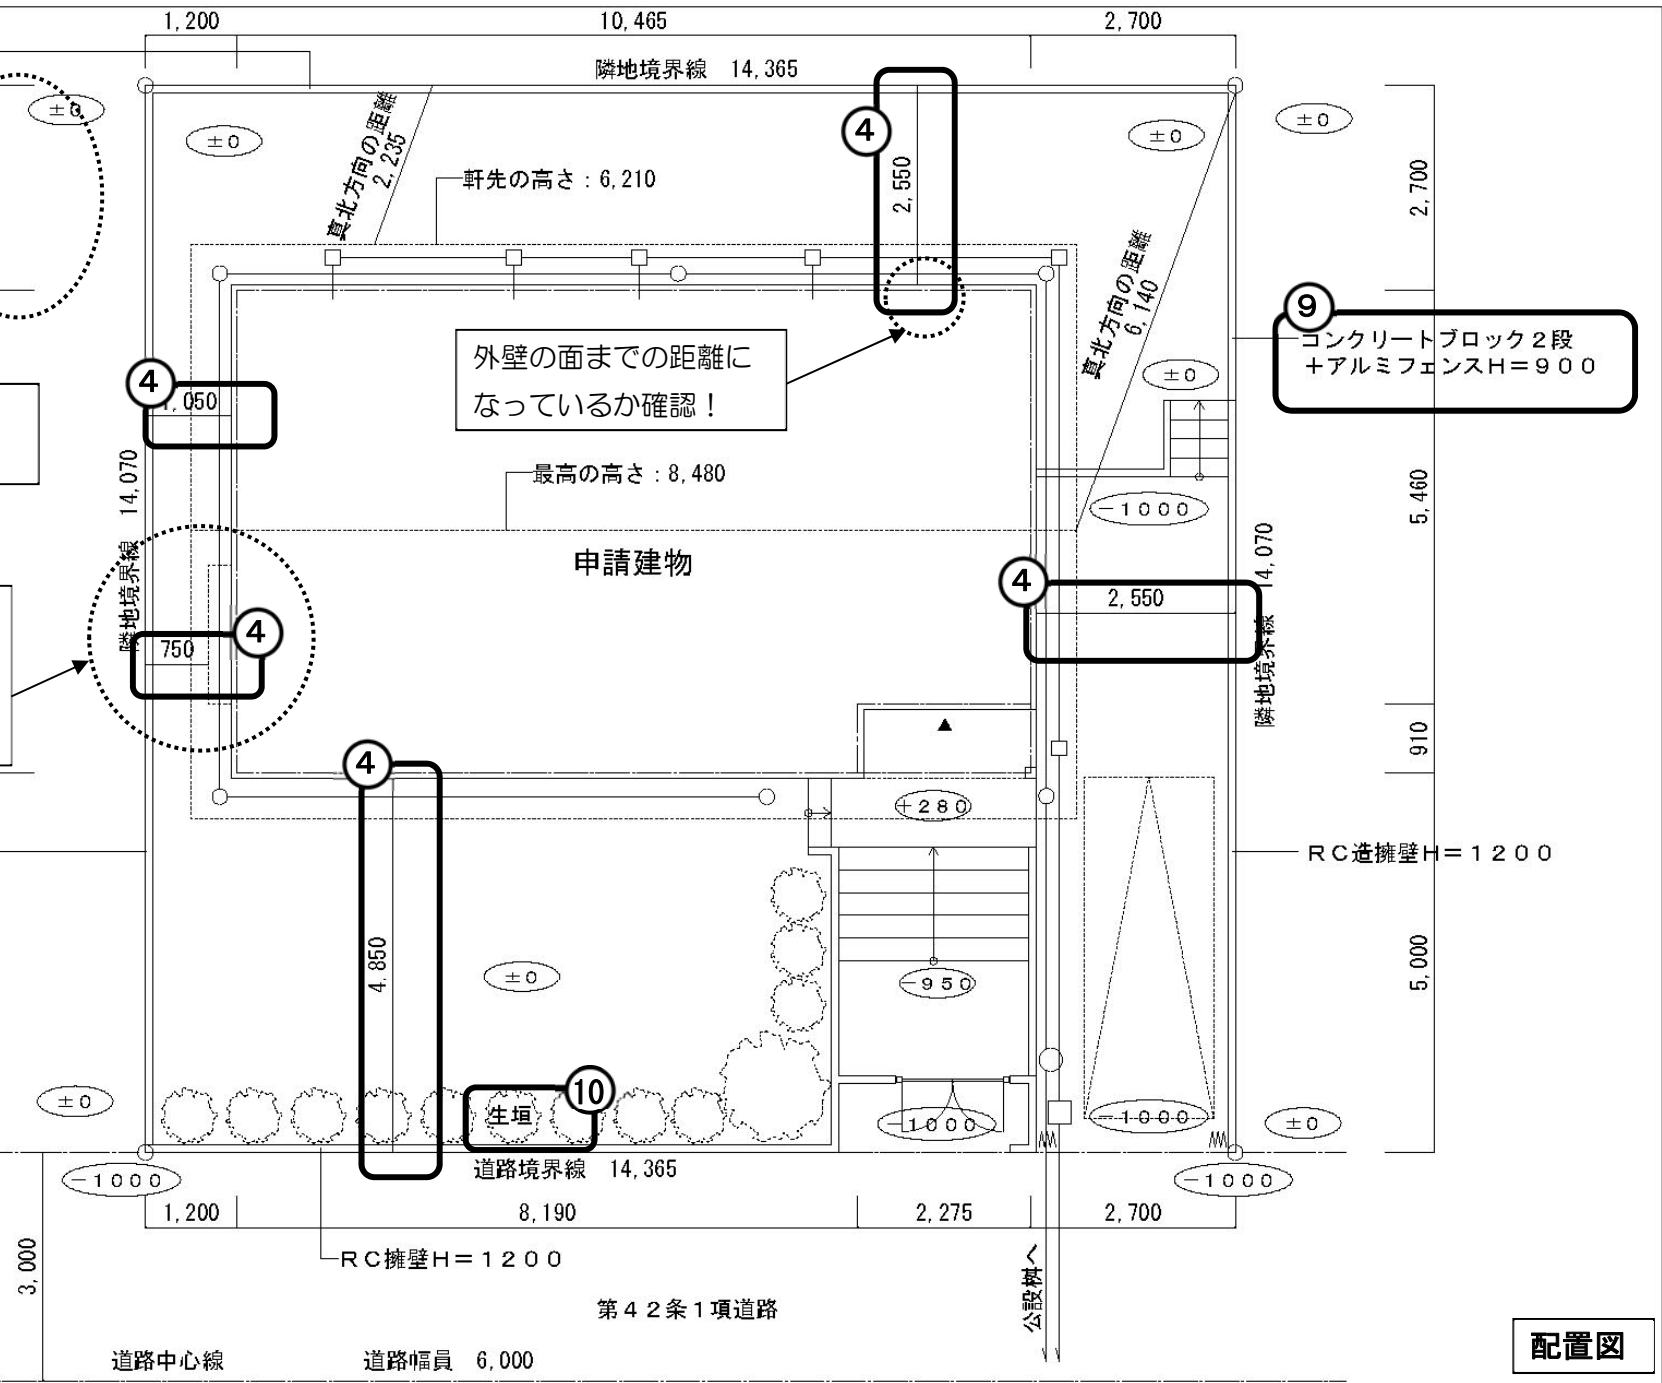 1,200
10,465
2,700
隣地境界線 14,365
±0
±0
±0
±0
④
真北方向の距離
2,235
2,550
軒先の高さ:6,210
2,700
真北方向の距離
6,140
⑨
コンクリートブロック2段
+アルミフェンスH=900
外壁の面までの距離に
なっているか確認!
④
1,050
±0
最高の高さ:8,480
隣地境界線 14,070
5,460
-1000
申請建物
④
2,550
隣地境界線 14,070
④
750
910
▲
④
+280
RC造擁壁H=1200
4,850
±0
-950
5,000
±0
生垣
⑩
-1000
-1000
±0
道路境界線 14,365
-1000
-1000
1,200
8,190
2,275
2,700
RC擁壁H=1200
3,000
公設桝へ
第42条1項道路
道路中心線
道路幅員 6,000
配置図